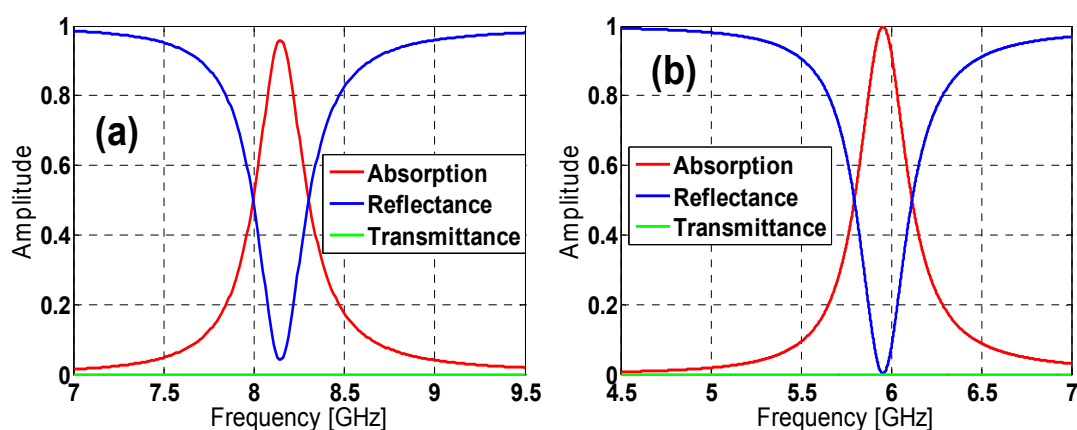 1
0.8
0.6
0.4
0.2
0
Amplitude
(a)
Absorption
Reflectance
Transmittance
7
7.5
8
8.5
9
9.5
Frequency [GHz]
1
0.8
0.6
0.4
0.2
0
Amplitude
(b)
Absorption
Reflectance
Transmittance
4.5
5
5.5
6
6.5
7
Frequency [GHz]